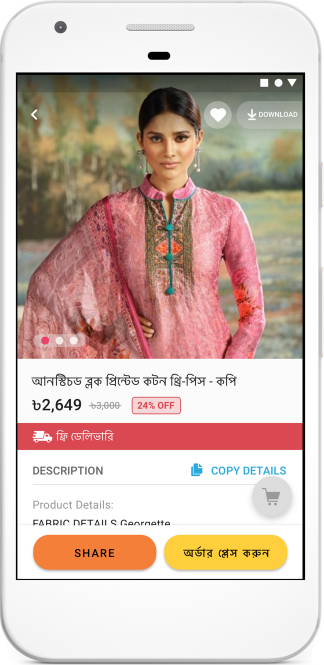 DOWNLOAD
আনস্টিচড ব্লক প্রিন্টেড কটন থ্রি-পিস - কপি
৳2,649 ৳3,000 24% OFF
ফ্রি ডেলিভারি
DESCRIPTION COPY DETAILS
Product Details:
FABRIC DETAILS Georgette
SHARE অর্ডার প্লেস করুন